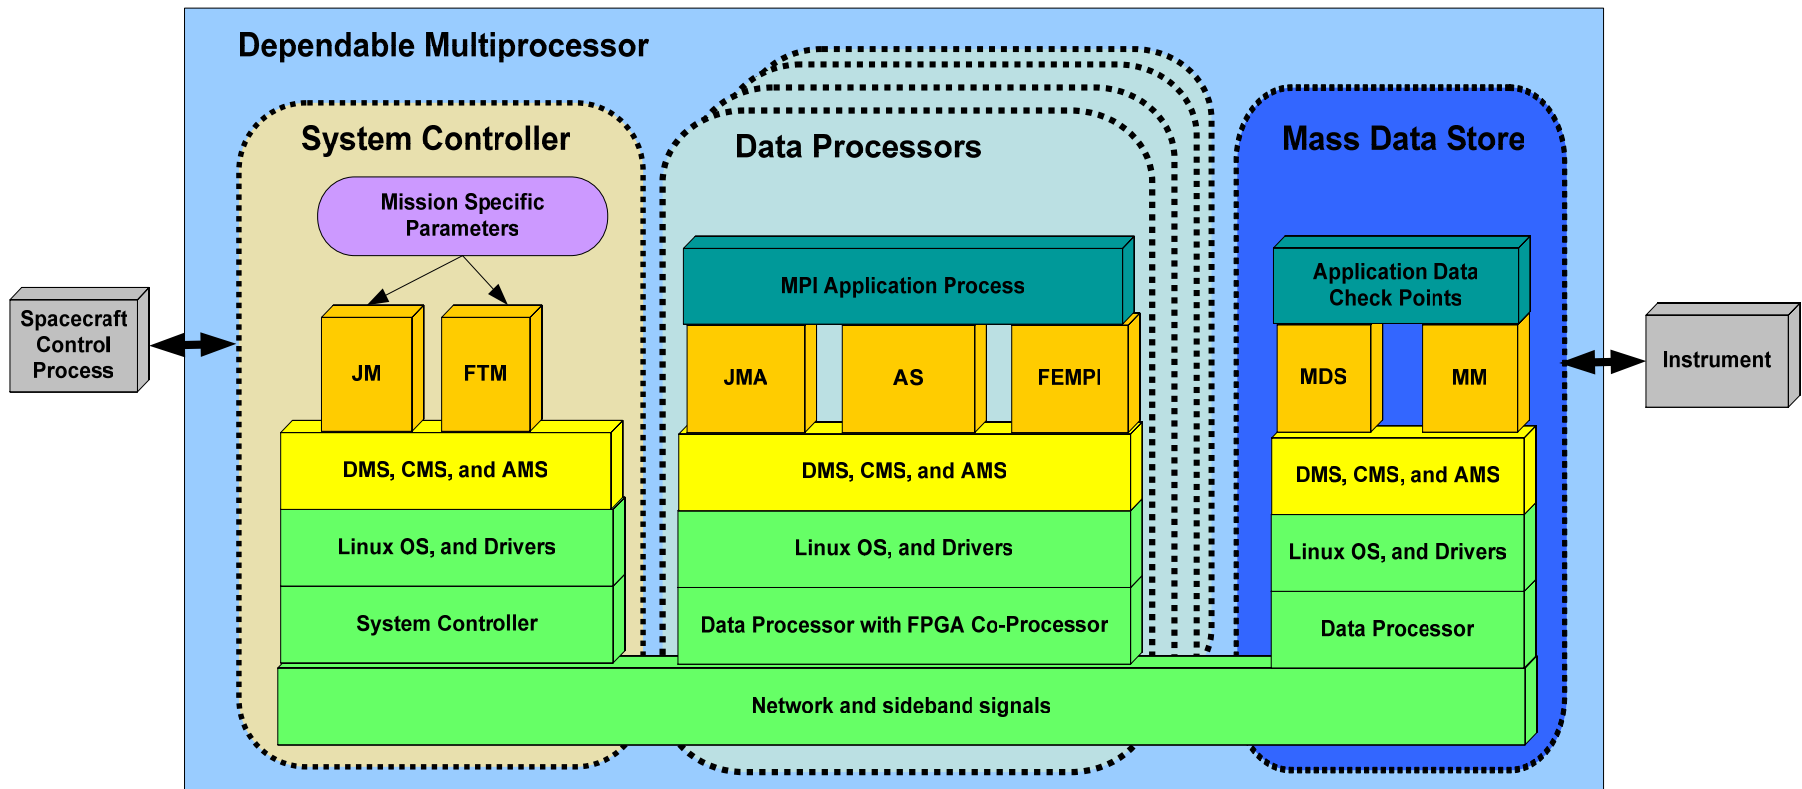 Dependable Multiprocessor
System Controller
Mission Specific
Parameters
JM
FTM
DMS, CMS, and AMS
Linux OS, and Drivers
System Controller
Data Processors
MPI Application Process
JMA
AS
FEMPI
DMS, CMS, and AMS
Linux OS, and Drivers
Data Processor with FPGA Co-Processor
Mass Data Store
Application Data
Check Points
MDS
MM
DMS, CMS, and AMS
Linux OS, and Drivers
Data Processor
Network and sideband signals
Spacecraft
Control
Process
Instrument